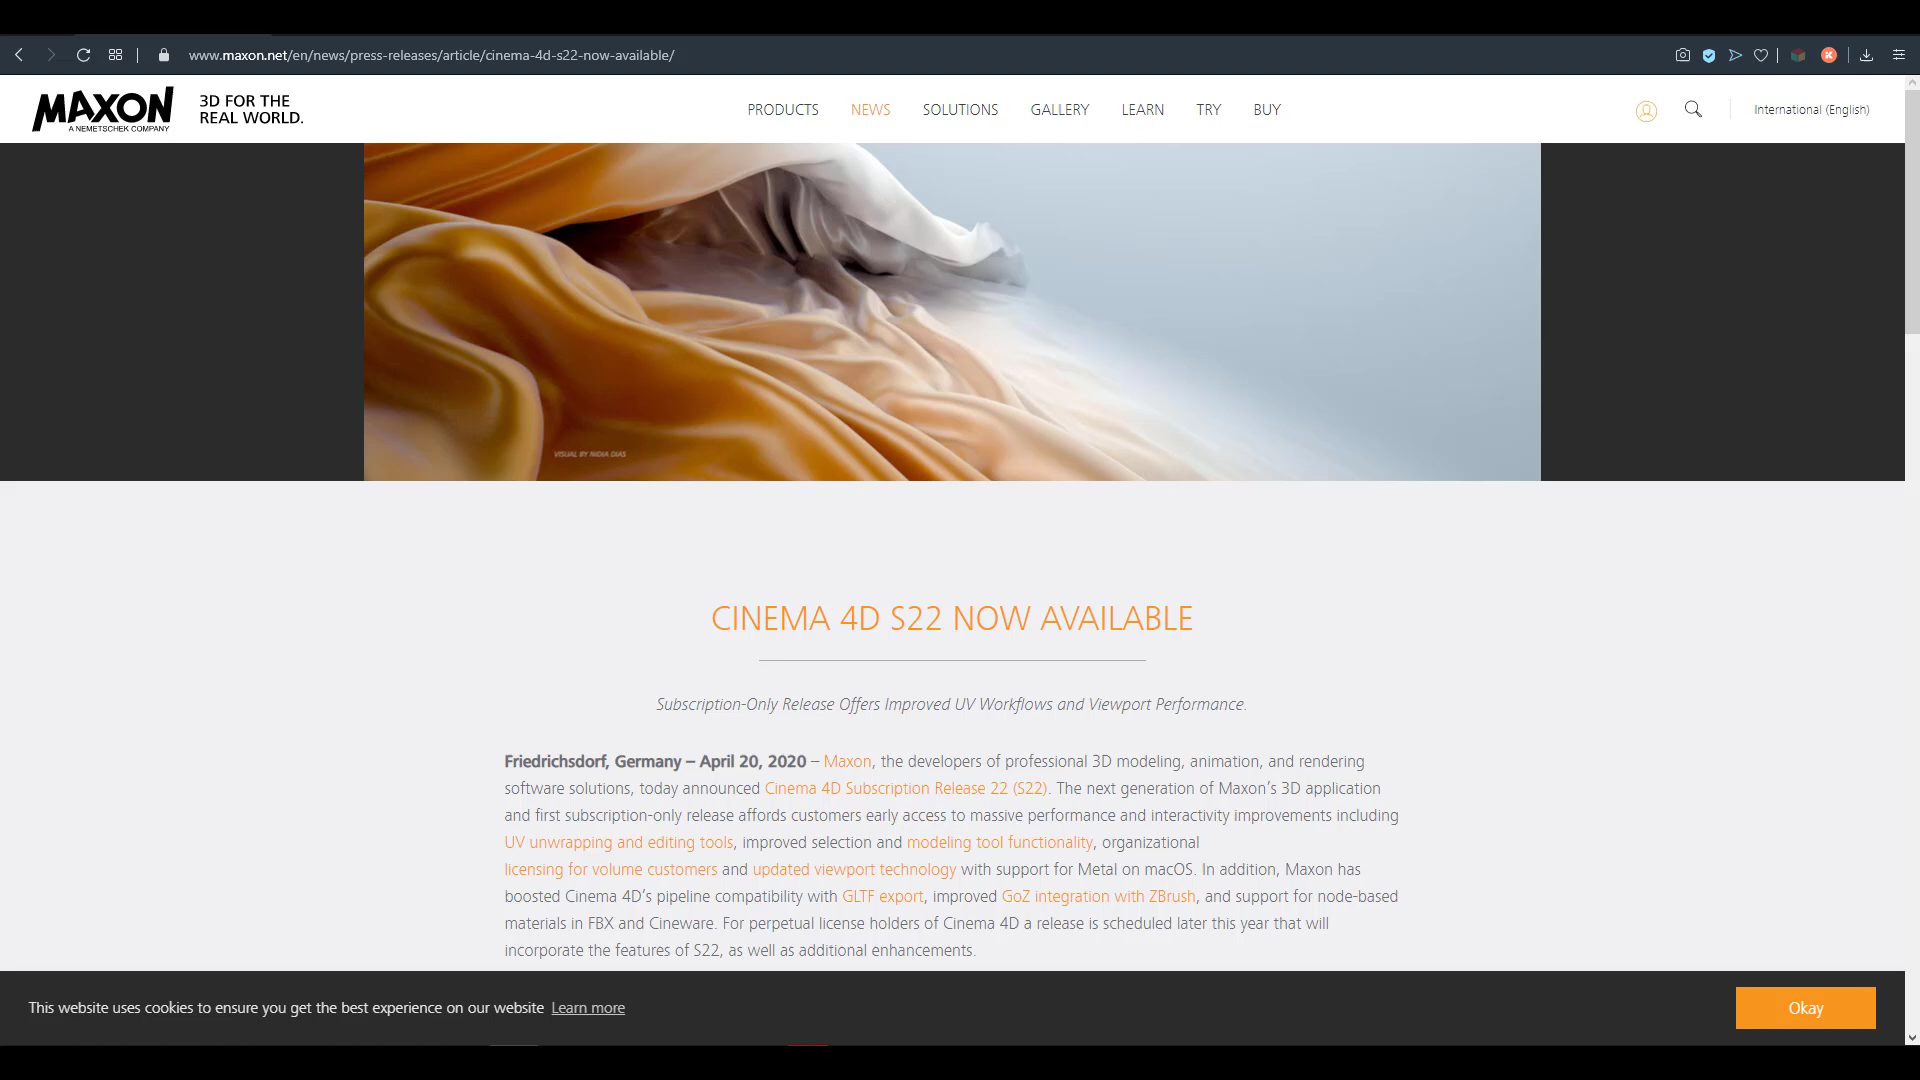 www.maxon.net/en/news/press-releases/article/cinema-4d-s22-now-available/
MAXON
A NEMETSCHEK COMPANY
3D FOR THE
REAL WORLD.
PRODUCTS NEWS SOLUTIONS GALLERY LEARN TRY BUY
International (English)
VISUAL BY NIDIA DIAS
CINEMA 4D S22 NOW AVAILABLE
Subscription-Only Release Offers Improved UV Workflows and Viewport Performance.
Friedrichsdorf, Germany – April 20, 2020 – Maxon, the developers of professional 3D modeling, animation, and rendering
software solutions, today announced Cinema 4D Subscription Release 22 (S22). The next generation of Maxon’s 3D application
and first subscription-only release affords customers early access to massive performance and interactivity improvements including
UV unwrapping and editing tools, improved selection and modeling tool functionality, organizational
licensing for volume customers and updated viewport technology with support for Metal on macOS. In addition, Maxon has
boosted Cinema 4D’s pipeline compatibility with GLTF export, improved GoZ integration with ZBrush, and support for node-based
materials in FBX and Cineware. For perpetual license holders of Cinema 4D a release is scheduled later this year that will
incorporate the features of S22, as well as additional enhancements.
This website uses cookies to ensure you get the best experience on our website Learn more
Okay